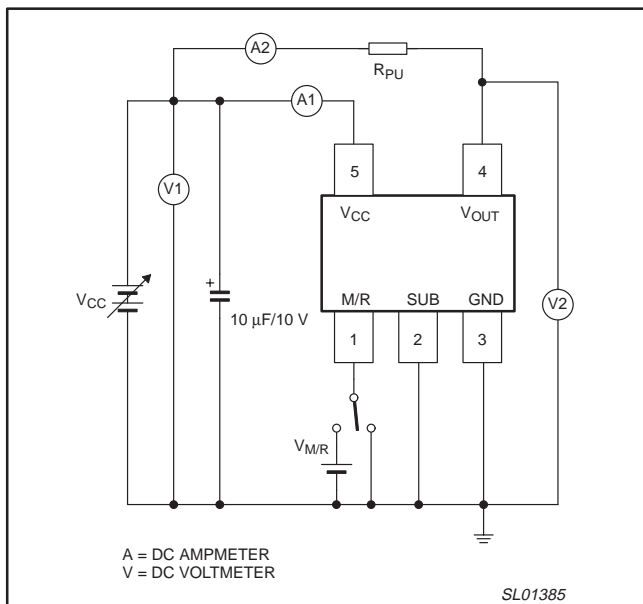 A2
RPU
A1
5
4
VCC
VOUT
V1
VCC
+
10 μF/10 V
M/R
SUB
GND
V2
1
2
3
VM/R
A = DC AMPMETER
V = DC VOLTMETER
SL01385